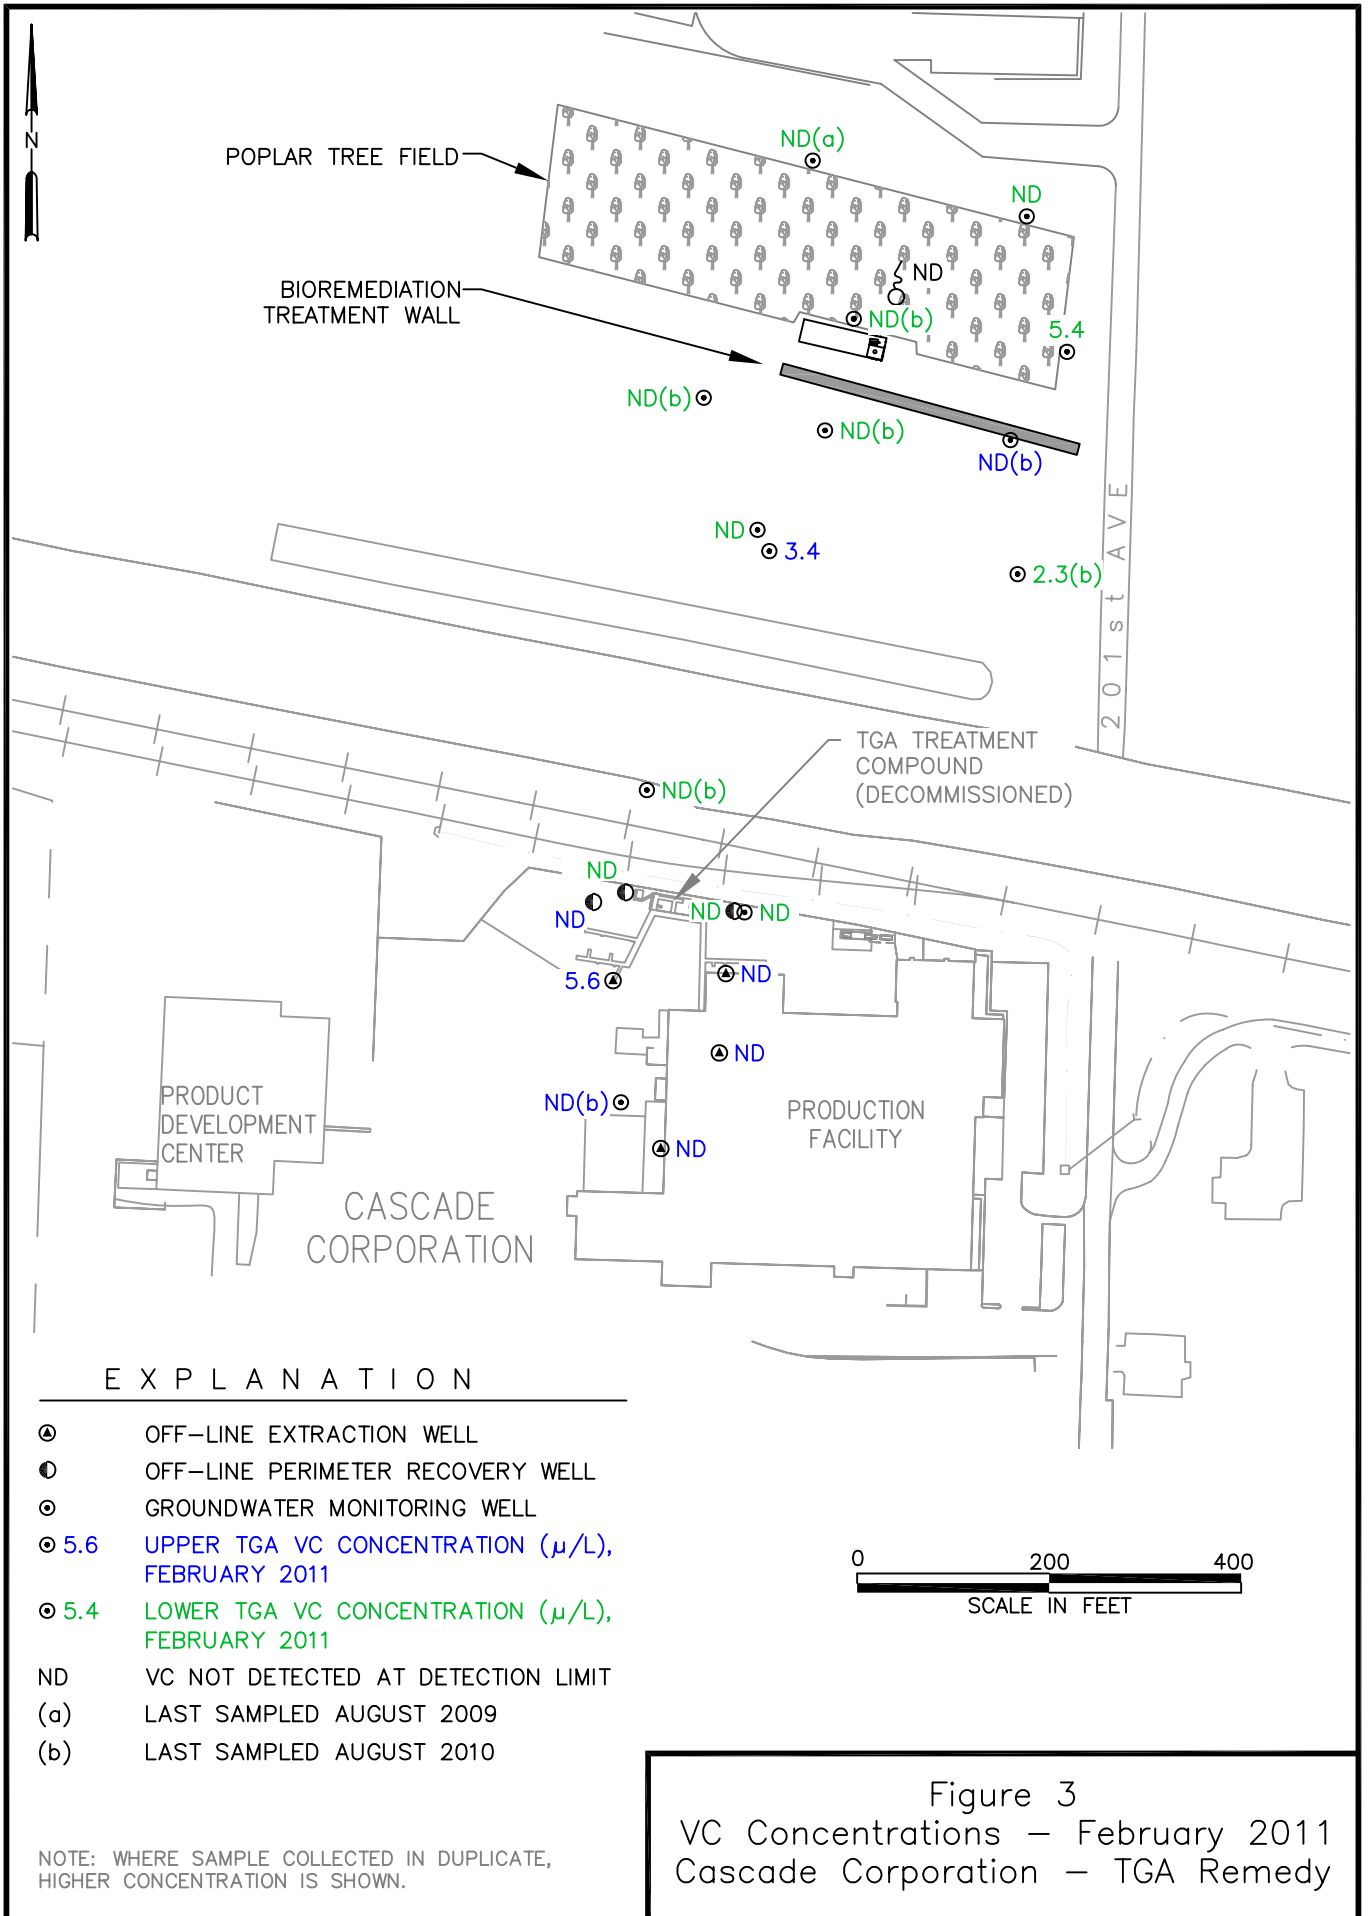 N
POPLAR TREE FIELD
ND(a)
ND
ND
BIOREMEDIATION
TREATMENT WALL
ND(b)
5.4
ND(b)
ND(b)
ND(b)
ND
3.4
2.3(b)
201st AVE
TGA TREATMENT
COMPOUND
(DECOMMISSIONED)
ND(b)
ND
ND
ND
ND
5.6
ND
ND
ND(b)
ND
PRODUCT
DEVELOPMENT
CENTER
PRODUCTION
FACILITY
CASCADE
CORPORATION
EXPLANATION
OFF-LINE EXTRACTION WELL
OFF-LINE PERIMETER RECOVERY WELL
GROUNDWATER MONITORING WELL
5.6 UPPER TGA VC CONCENTRATION (μ/L),
FEBRUARY 2011
5.4 LOWER TGA VC CONCENTRATION (μ/L),
FEBRUARY 2011
ND VC NOT DETECTED AT DETECTION LIMIT
(a) LAST SAMPLED AUGUST 2009
(b) LAST SAMPLED AUGUST 2010
0 200 400
SCALE IN FEET
NOTE: WHERE SAMPLE COLLECTED IN DUPLICATE,
HIGHER CONCENTRATION IS SHOWN.
Figure 3
VC Concentrations – February 2011
Cascade Corporation – TGA Remedy